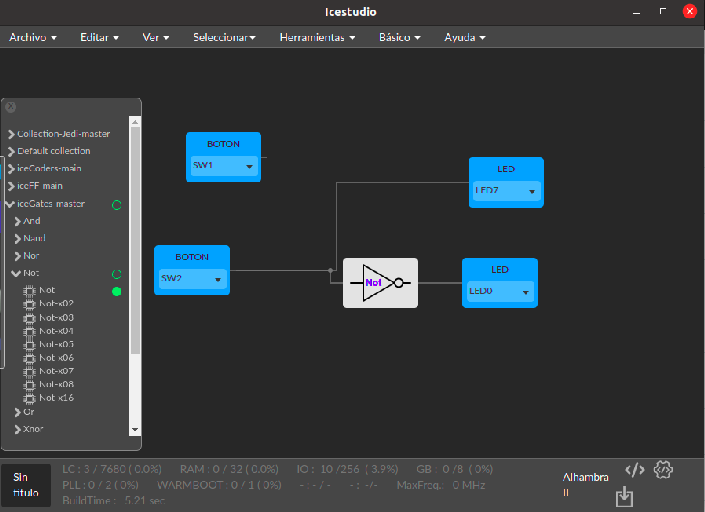 Icestudio
Archivo Editar Ver Seleccionar Herramientas Básico Ayuda
Collection-Jedi-master
Default collection
iceCoders-main
iceFF-main
iceGates-master
And
Nand
Nor
Not
Not
Not-x02
Not-x03
Not-x04
Not-x05
Not-x06
Not-x07
Not-x08
Not-x16
Or
Xnor
BOTON
SW1
BOTON
SW2
Not
LED
LED7
LED
LED0
Sin
título
LC : 3 / 7680 ( 0.0%) RAM : 0 / 32 ( 0.0%) IO : 10 /256 ( 3.9%) GB : 0 /8 ( 0%)
PLL : 0 / 2 ( 0%) WARMBOOT : 0 / 1 ( 0%) - : - / - - : -/- MaxFreq.: 0 MHz
BuildTime : 5.21 sec
Alhambra
II